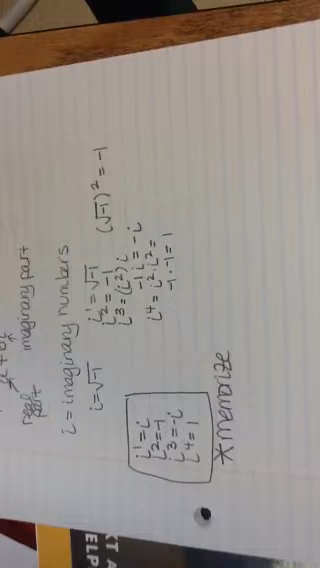 a + bi
real part imaginary part
i = imaginary numbers
i = √-1 i¹ = √-1 (√-1)² = -1
i² = -1
i³ = (i²) i
-1 i = -i
i⁴ = i² · i² =
-1 · -1 = 1
i¹ = i
i² = -1
i³ = -i
i⁴ = 1
*memorize